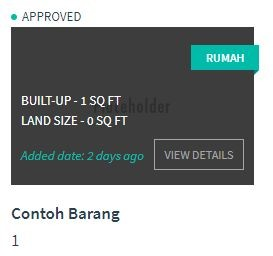 APPROVED
RUMAH
BUILT-UP - 1 SQ FT
LAND SIZE - 0 SQ FT
Added date: 2 days ago
VIEW DETAILS
Contoh Barang
1